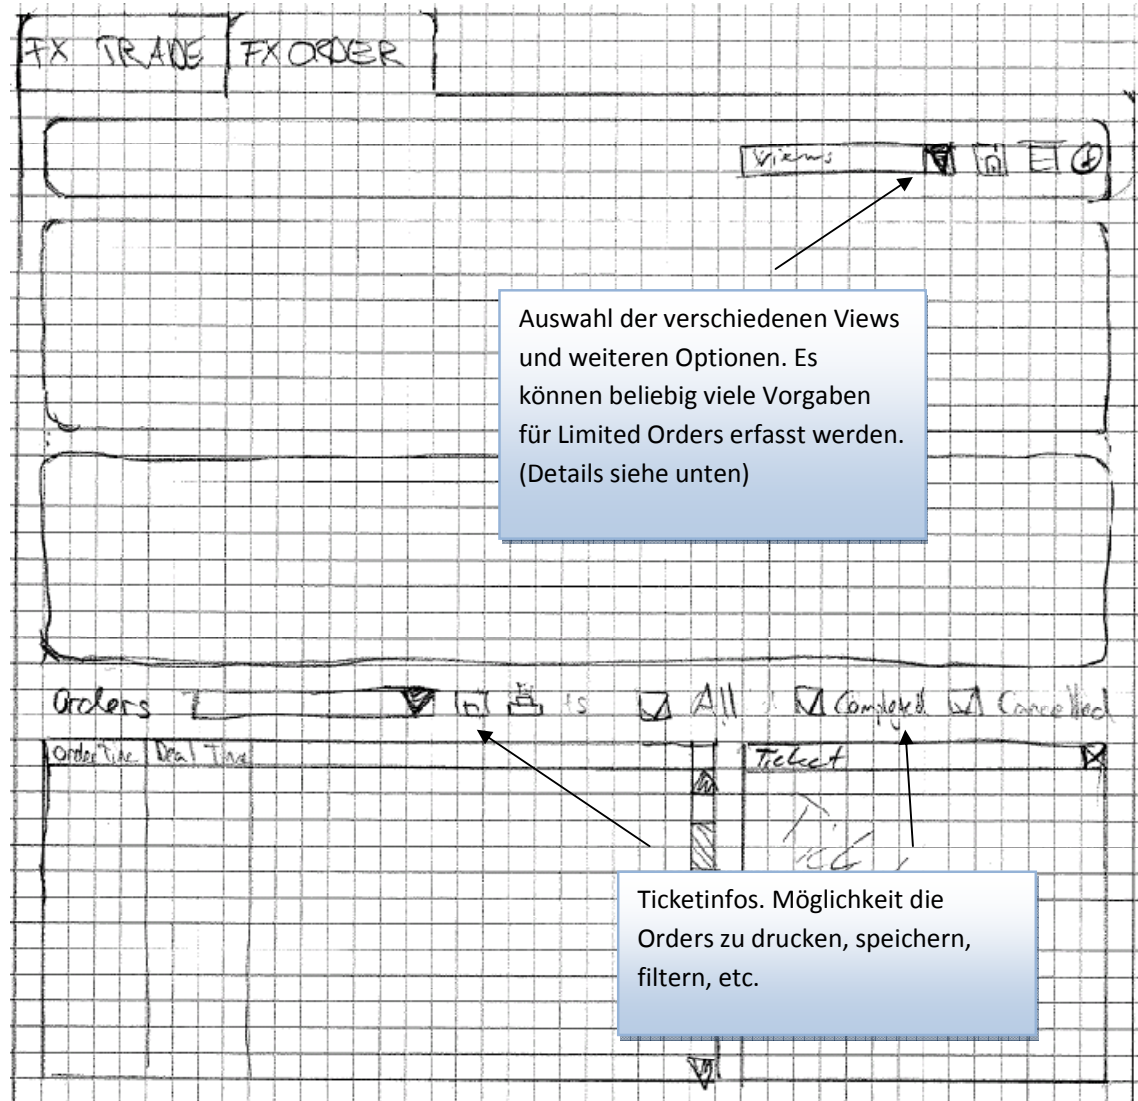 FX TRADE
FX ORDER
Views
Auswahl der verschiedenen Views
und weiteren Optionen. Es
können beliebig viele Vorgaben
für Limited Orders erfasst werden.
(Details siehe unten)
Orders
All
Completed
Cancelled
Order Time
Deal Time
Ticket
Ticketinfos. Möglichkeit die
Orders zu drucken, speichern,
filtern, etc.